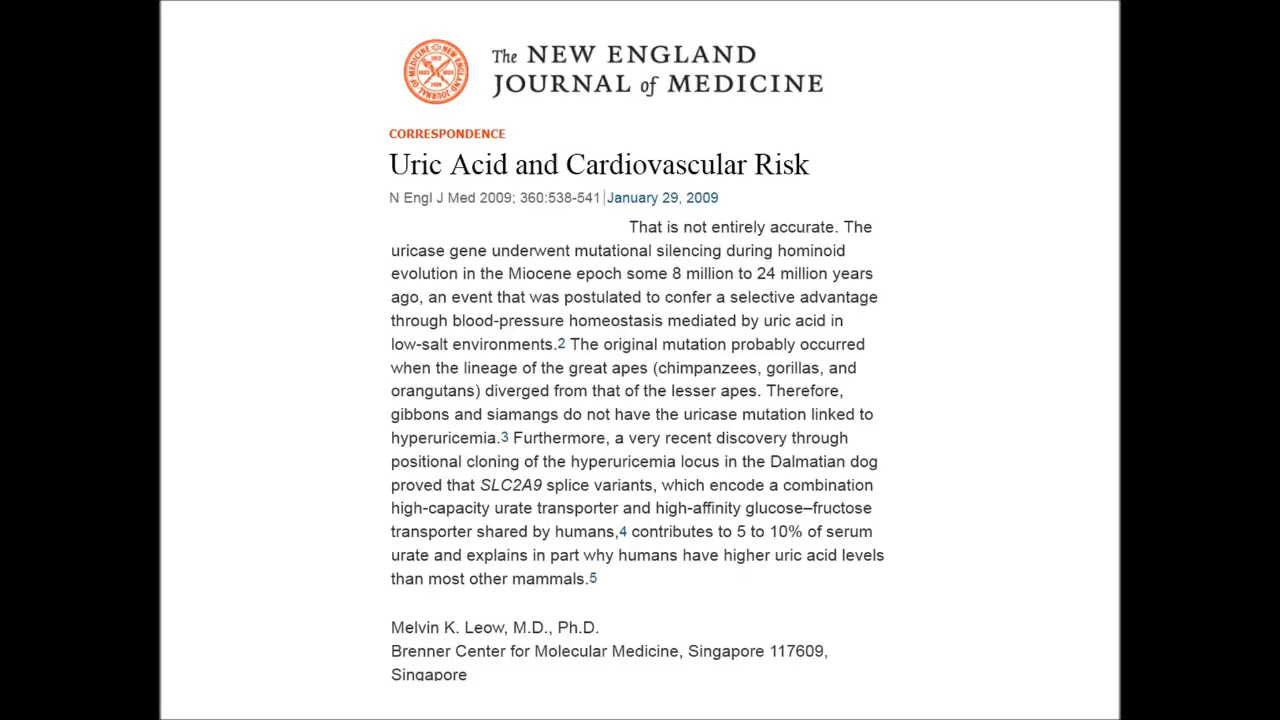 The NEW ENGLAND
JOURNAL of MEDICINE
CORRESPONDENCE
Uric Acid and Cardiovascular Risk
N Engl J Med 2009; 360:538-541 | January 29, 2009
That is not entirely accurate. The
uricase gene underwent mutational silencing during hominoid
evolution in the Miocene epoch some 8 million to 24 million years
ago, an event that was postulated to confer a selective advantage
through blood-pressure homeostasis mediated by uric acid in
low-salt environments.2 The original mutation probably occurred
when the lineage of the great apes (chimpanzees, gorillas, and
orangutans) diverged from that of the lesser apes. Therefore,
gibbons and siamangs do not have the uricase mutation linked to
hyperuricemia.3 Furthermore, a very recent discovery through
positional cloning of the hyperuricemia locus in the Dalmatian dog
proved that SLC2A9 splice variants, which encode a combination
high-capacity urate transporter and high-affinity glucose–fructose
transporter shared by humans,4 contributes to 5 to 10% of serum
urate and explains in part why humans have higher uric acid levels
than most other mammals.5
Melvin K. Leow, M.D., Ph.D.
Brenner Center for Molecular Medicine, Singapore 117609,
Singapore